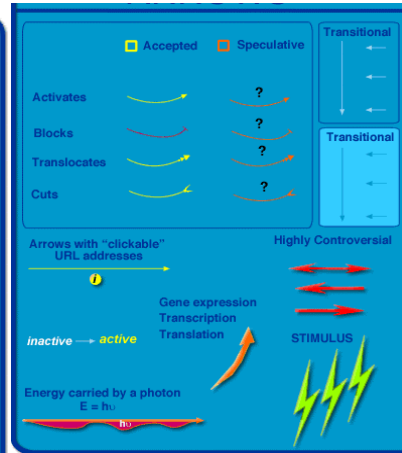 Accepted Speculative
Transitional
Activates ?
Blocks ?
Translocates ?
Cuts ?
Transitional
Arrows with “clickable”
URL addresses
i
Highly Controversial
Gene expression
Transcription
Translation
inactive active
STIMULUS
Energy carried by a photon
E = hυ
hυ